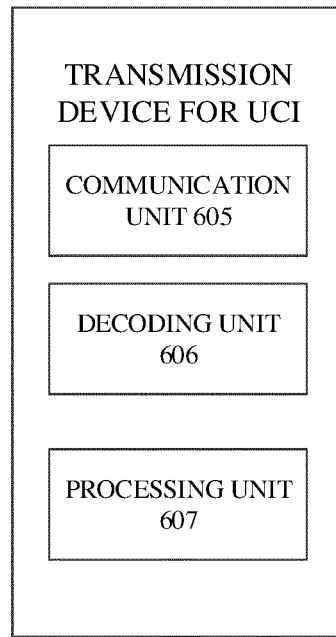 TRANSMISSION
DEVICE FOR UCI
COMMUNICATION
UNIT 605
DECODING UNIT
606
PROCESSING UNIT
607